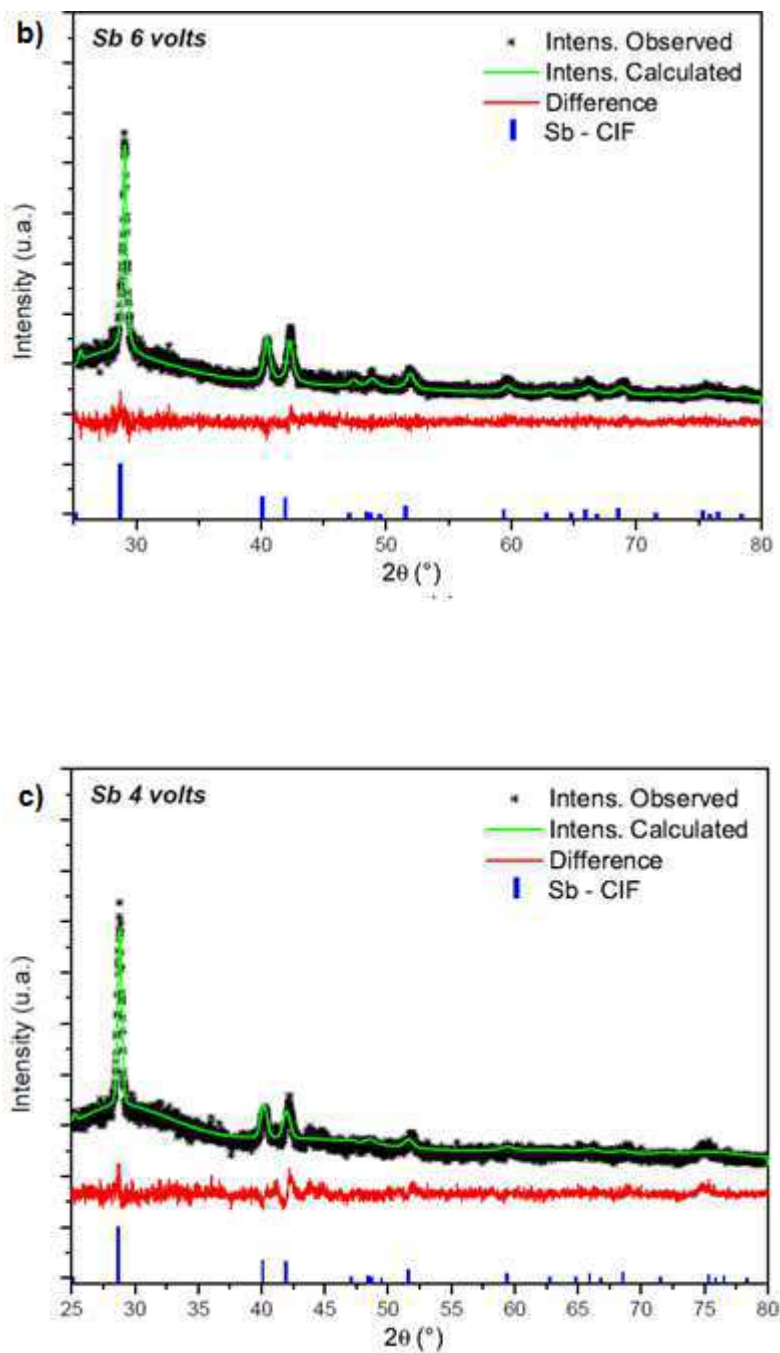 b)
Sb 6 volts
Intens. Observed
Intens. Calculated
Difference
Sb - CIF
Intensity (u.a.)
30 40 50 60 70 80
2θ (°)
c)
Sb 4 volts
Intens. Observed
Intens. Calculated
Difference
Sb - CIF
Intensity (u.a.)
25 30 35 40 45 50 55 60 65 70 75 80
2θ (°)